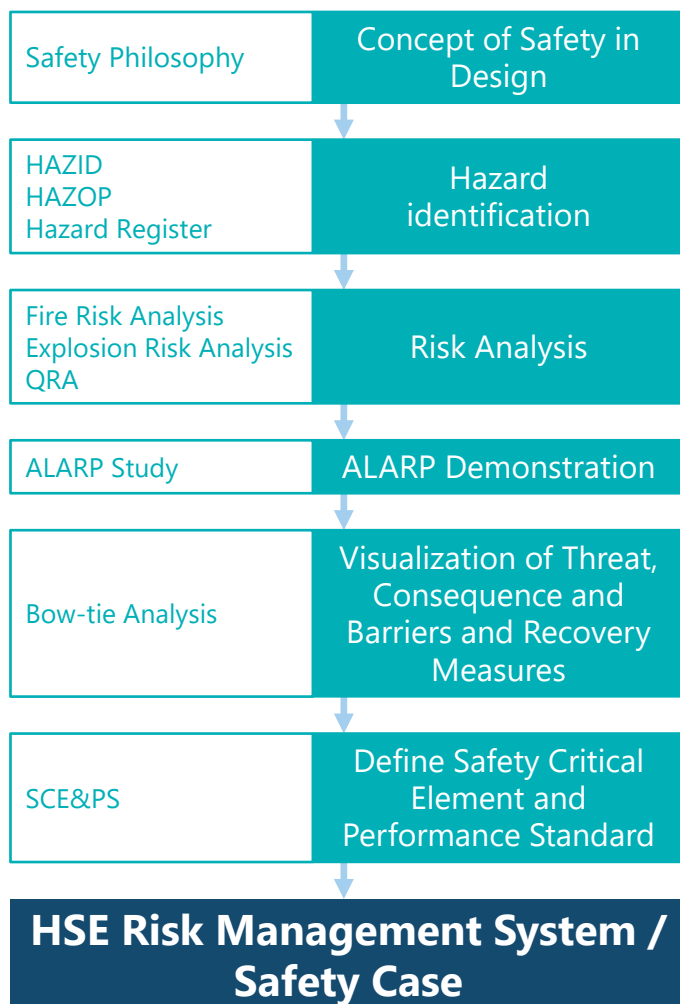 Safety Philosophy
Concept of Safety in
Design
HAZID
HAZOP
Hazard Register
Hazard
identification
Fire Risk Analysis
Explosion Risk Analysis
QRA
Risk Analysis
ALARP Study
ALARP Demonstration
Bow-tie Analysis
Visualization of Threat,
Consequence and
Barriers and Recovery
Measures
SCE&PS
Define Safety Critical
Element and
Performance Standard
HSE Risk Management System /
Safety Case